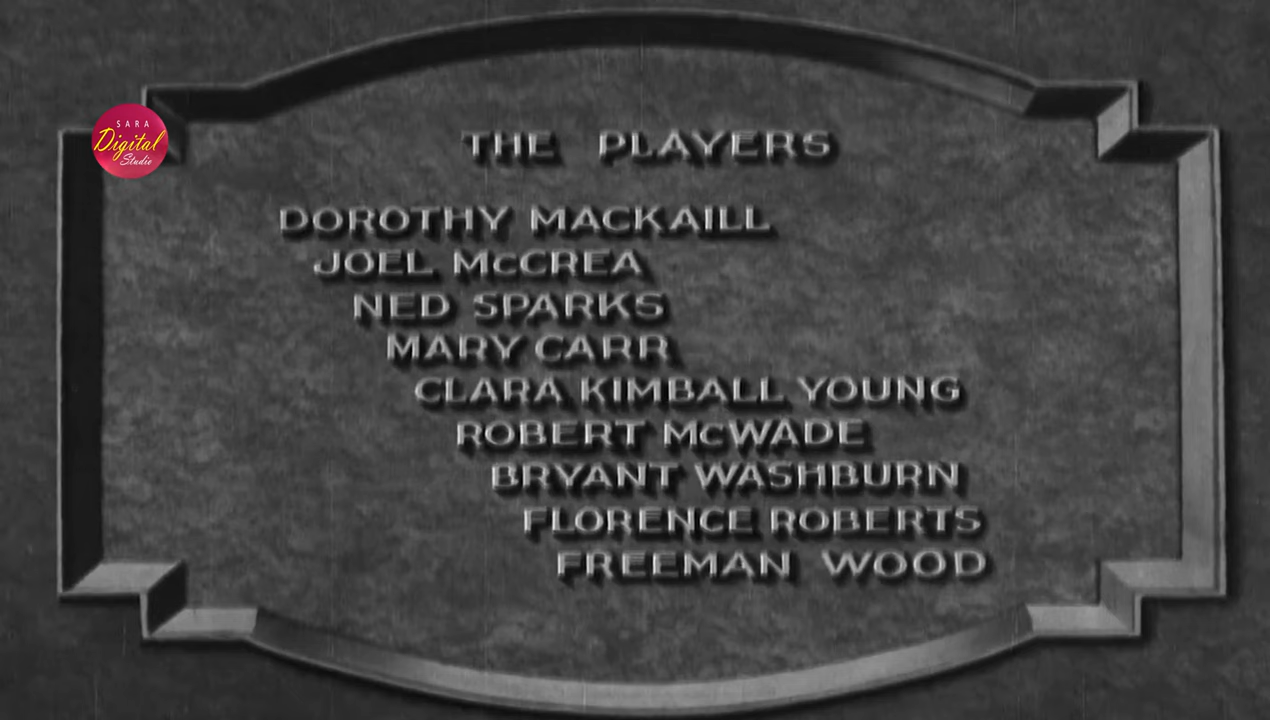 SARA
Digital
Studio
THE PLAYERS
DOROTHY MACKAILL
JOEL McCREA
NED SPARKS
MARY CARR
CLARA KIMBALL YOUNG
ROBERT McWADE
BRYANT WASHBURN
FLORENCE ROBERTS
FREEMAN WOOD